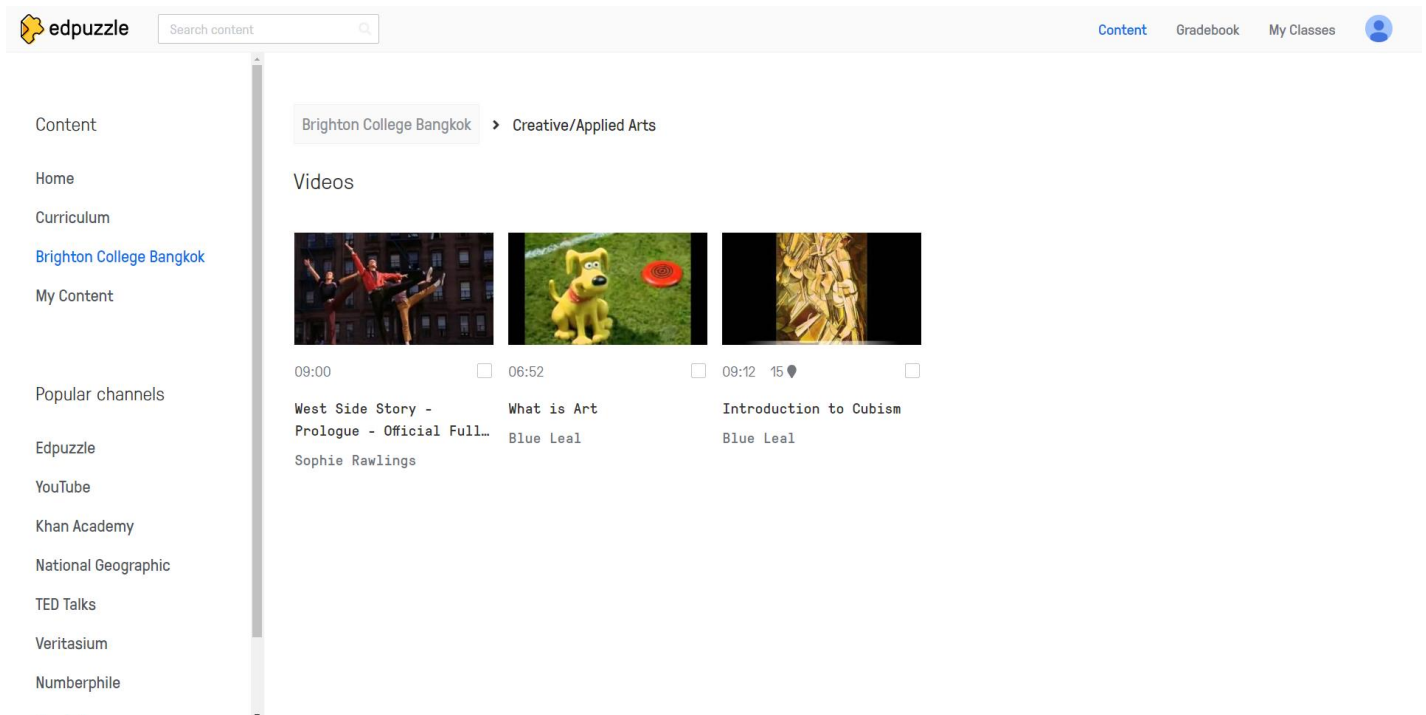 edpuzzle
Search content
Content
Gradebook
My Classes
Content
Home
Curriculum
Brighton College Bangkok
My Content
Popular channels
Edpuzzle
YouTube
Khan Academy
National Geographic
TED Talks
Veritasium
Numberphile
Brighton College Bangkok > Creative/Applied Arts
Videos
09:00
West Side Story -
Prologue - Official Full…
Sophie Rawlings
06:52
What is Art
Blue Leal
09:12 15
Introduction to Cubism
Blue Leal